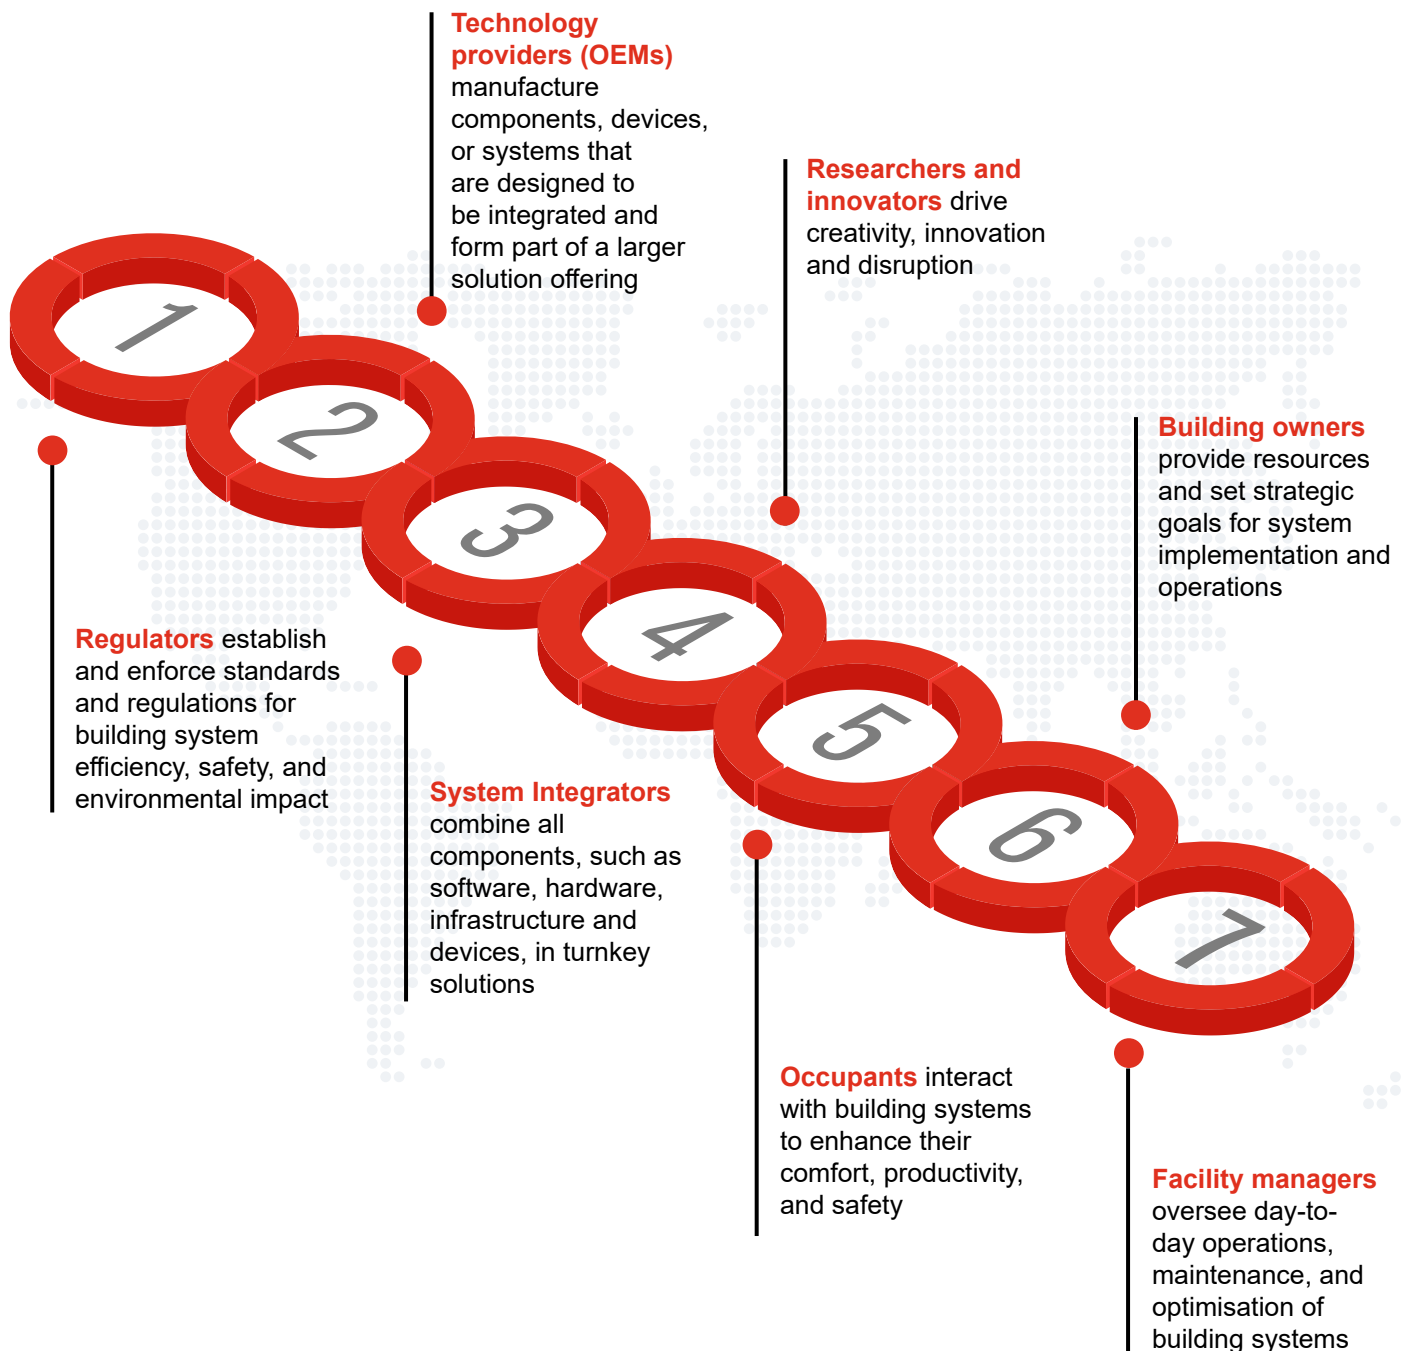 1
Regulators establish
and enforce standards
and regulations for
building system
efficiency, safety, and
environmental impact
2
Technology
providers (OEMs)
manufacture
components, devices,
or systems that
are designed to
be integrated and
form part of a larger
solution offering
3
System Integrators
combine all
components, such as
software, hardware,
infrastructure and
devices, in turnkey
solutions
4
Researchers and
innovators drive
creativity, innovation
and disruption
5
Occupants interact
with building systems
to enhance their
comfort, productivity,
and safety
6
Building owners
provide resources
and set strategic
goals for system
implementation and
operations
7
Facility managers
oversee day-to-
day operations,
maintenance, and
optimisation of
building systems